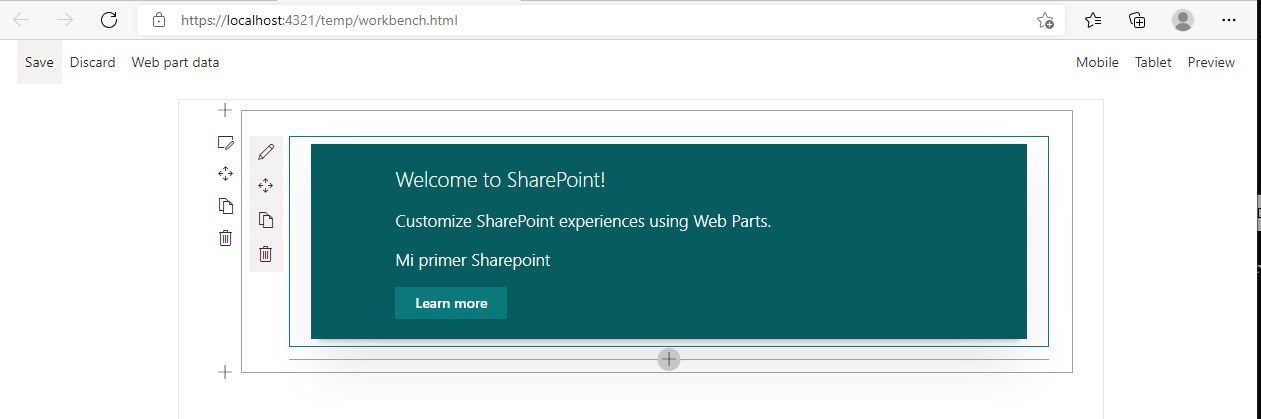 https://localhost:4321/temp/workbench.html
Save Discard Web part data Mobile Tablet Preview
Welcome to SharePoint!
Customize SharePoint experiences using Web Parts.
Mi primer Sharepoint
Learn more